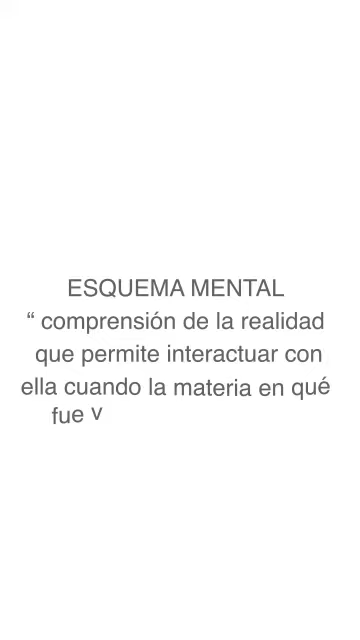 ESQUEMA MENTAL
“ comprensión de la realidad
que permite interactuar con
ella cuando la materia en qué
fue v